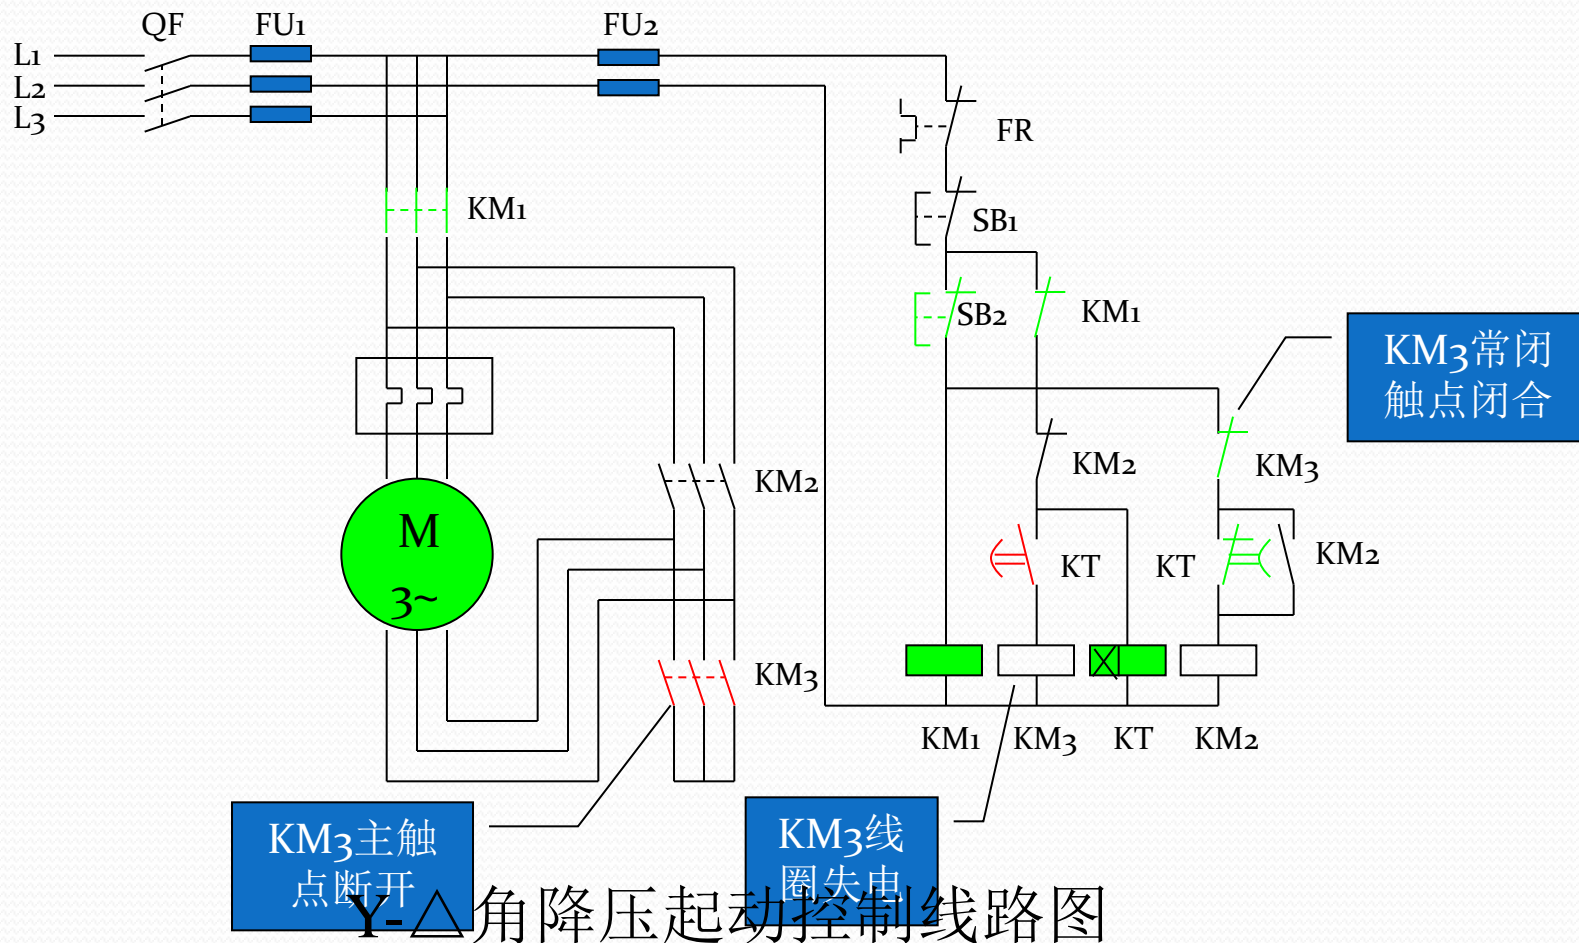 QF
FU1
FU2
L1
L2
L3
FR
KM1
SB1
SB2
KM1
KM3常闭
触点闭合
KM2
KM2
KM3
KT
KT
KM2
M
3~
KM3
KM1
KM3
KT
KM2
KM3主触
点断开
KM3线
圈失电
Y-△角降压起动控制线路图